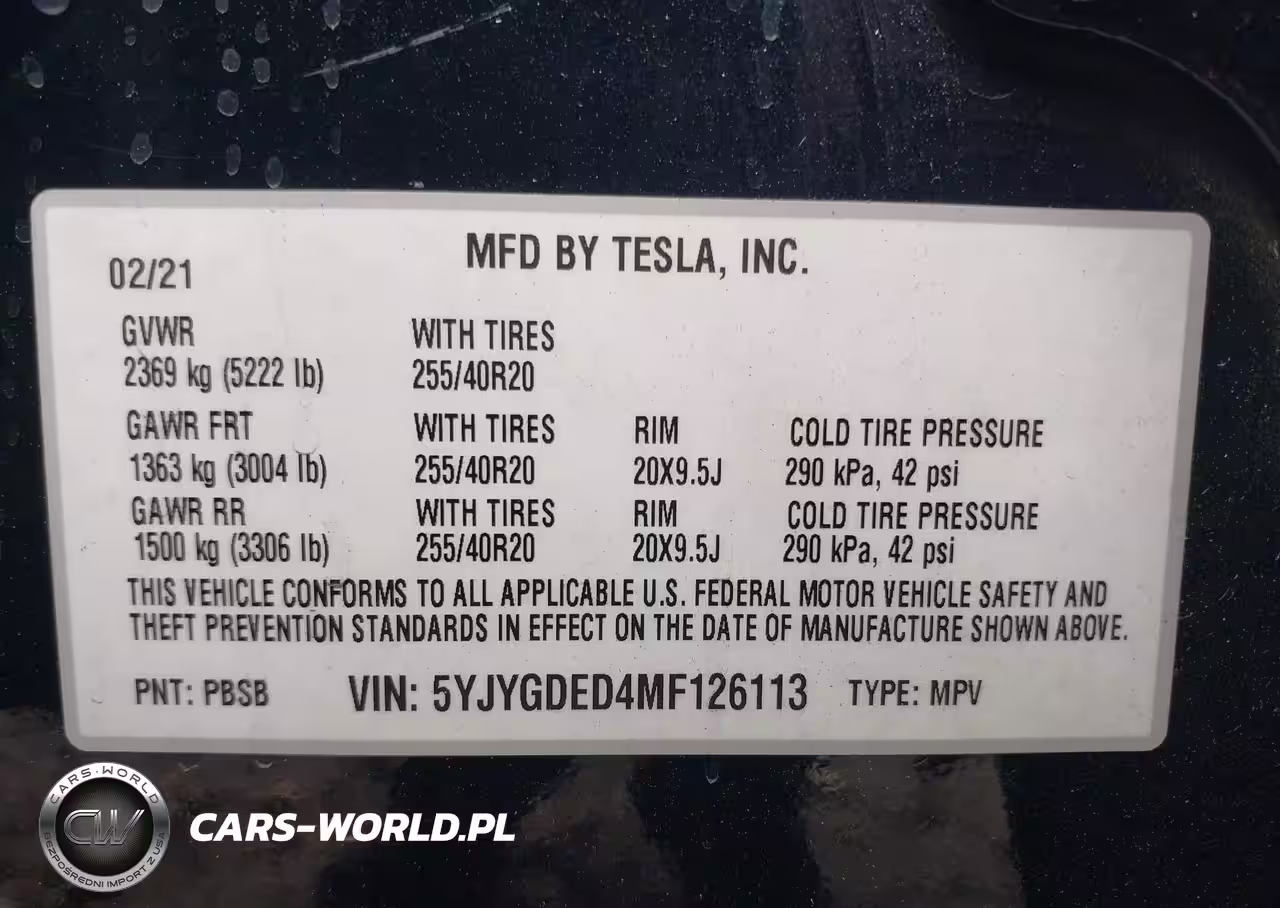 MFD BY TESLA, INC.
02/21
GVWR WITH TIRES
2369 kg (5222 lb) 255/40R20
GAWR FRT WITH TIRES RIM COLD TIRE PRESSURE
1363 kg (3004 lb) 255/40R20 20X9.5J 290 kPa, 42 psi
GAWR RR WITH TIRES RIM COLD TIRE PRESSURE
1500 kg (3306 lb) 255/40R20 20X9.5J 290 kPa, 42 psi
THIS VEHICLE CONFORMS TO ALL APPLICABLE U.S. FEDERAL MOTOR VEHICLE SAFETY AND
THEFT PREVENTION STANDARDS IN EFFECT ON THE DATE OF MANUFACTURE SHOWN ABOVE.
PNT: PBSB VIN: 5YJYGDED4MF126113 TYPE: MPV
CARS-WORLD
CW
BEZPOŚREDNI IMPORT Z USA
CARS-WORLD.PL